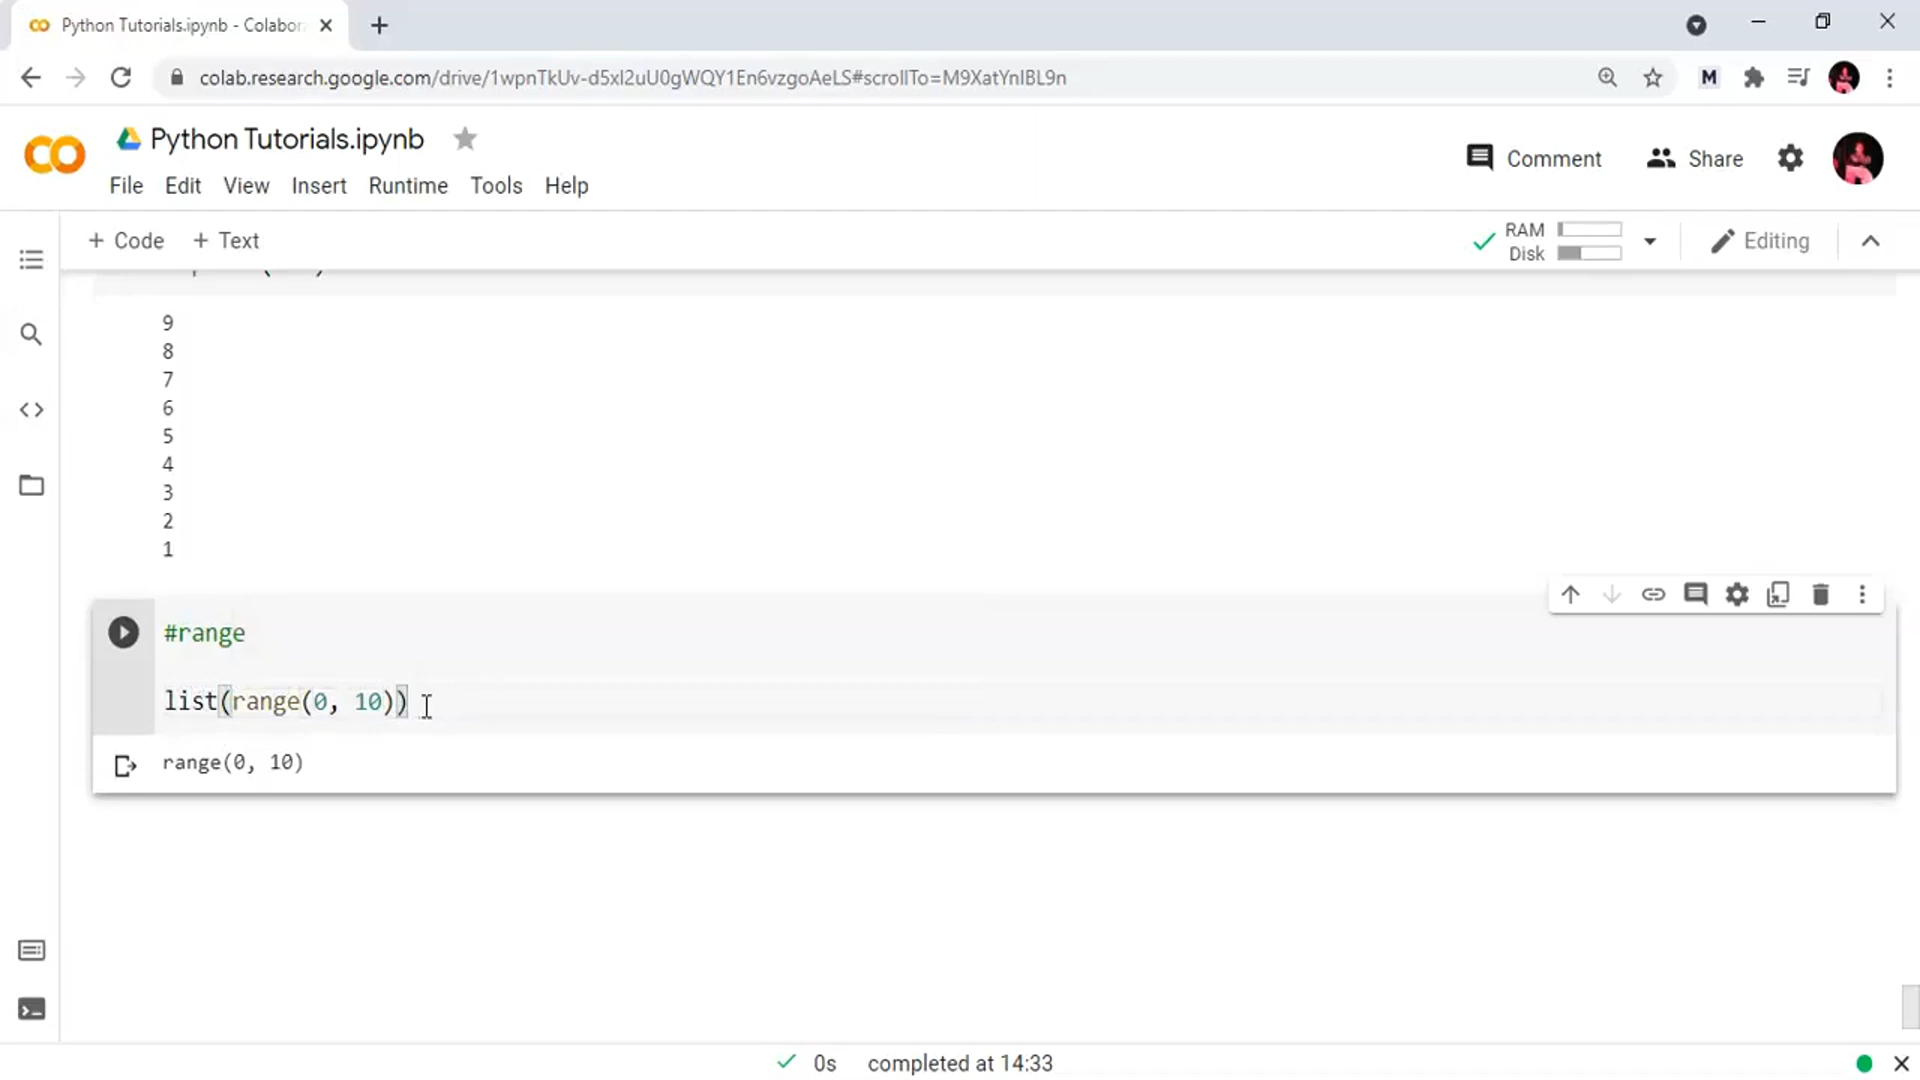 Python Tutorials.ipynb - Colabor
colab.research.google.com/drive/1wpnTkUv-d5xI2uU0gWQY1En6vzgoAeLS#scrollTo=M9XatYnlBL9n
M
Python Tutorials.ipynb
Comment
Share
File Edit View Insert Runtime Tools Help
+ Code + Text
RAM
Disk
Editing
9
8
7
6
5
4
3
2
1
#range
list(range(0, 10))
range(0, 10)
0s completed at 14:33